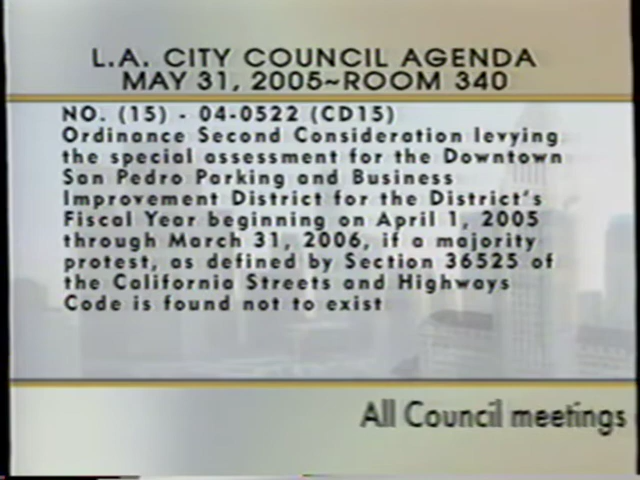 L.A. CITY COUNCIL AGENDA
MAY 31, 2005~ROOM 340
NO. (15) - 04-0522 (CD15)
Ordinance Second Consideration levying
the special assessment for the Downtown
San Pedro Parking and Business
Improvement District for the District's
Fiscal Year beginning on April 1, 2005
through March 31, 2006, if a majority
protest, as defined by Section 36525 of
the California Streets and Highways
Code is found not to exist
All Council meetings